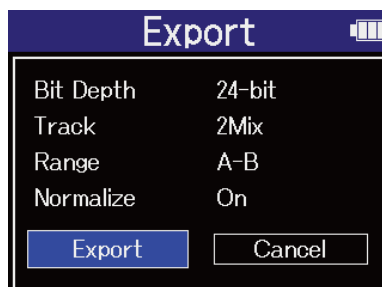 Export
Bit Depth 24-bit
Track 2Mix
Range A-B
Normalize On
Export Cancel